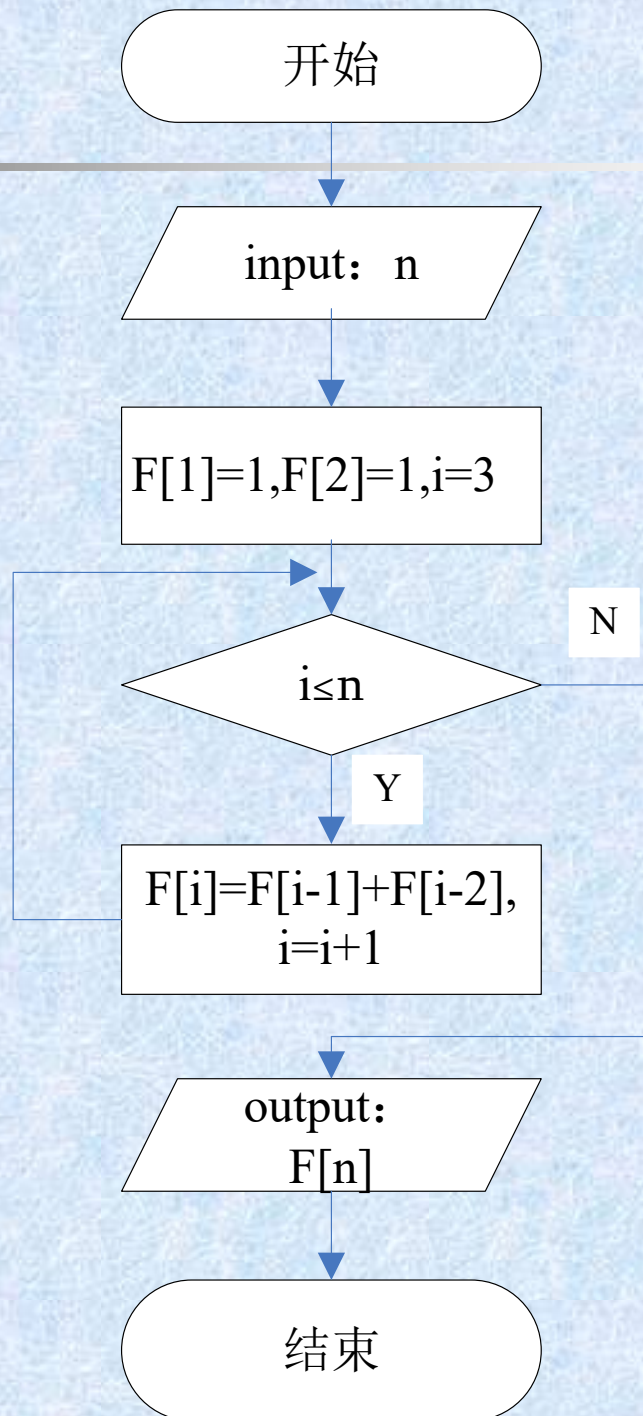 开始
input：n
F[1]=1,F[2]=1,i=3
N
i≤n
Y
F[i]=F[i-1]+F[i-2],
i=i+1
output：
F[n]
结束